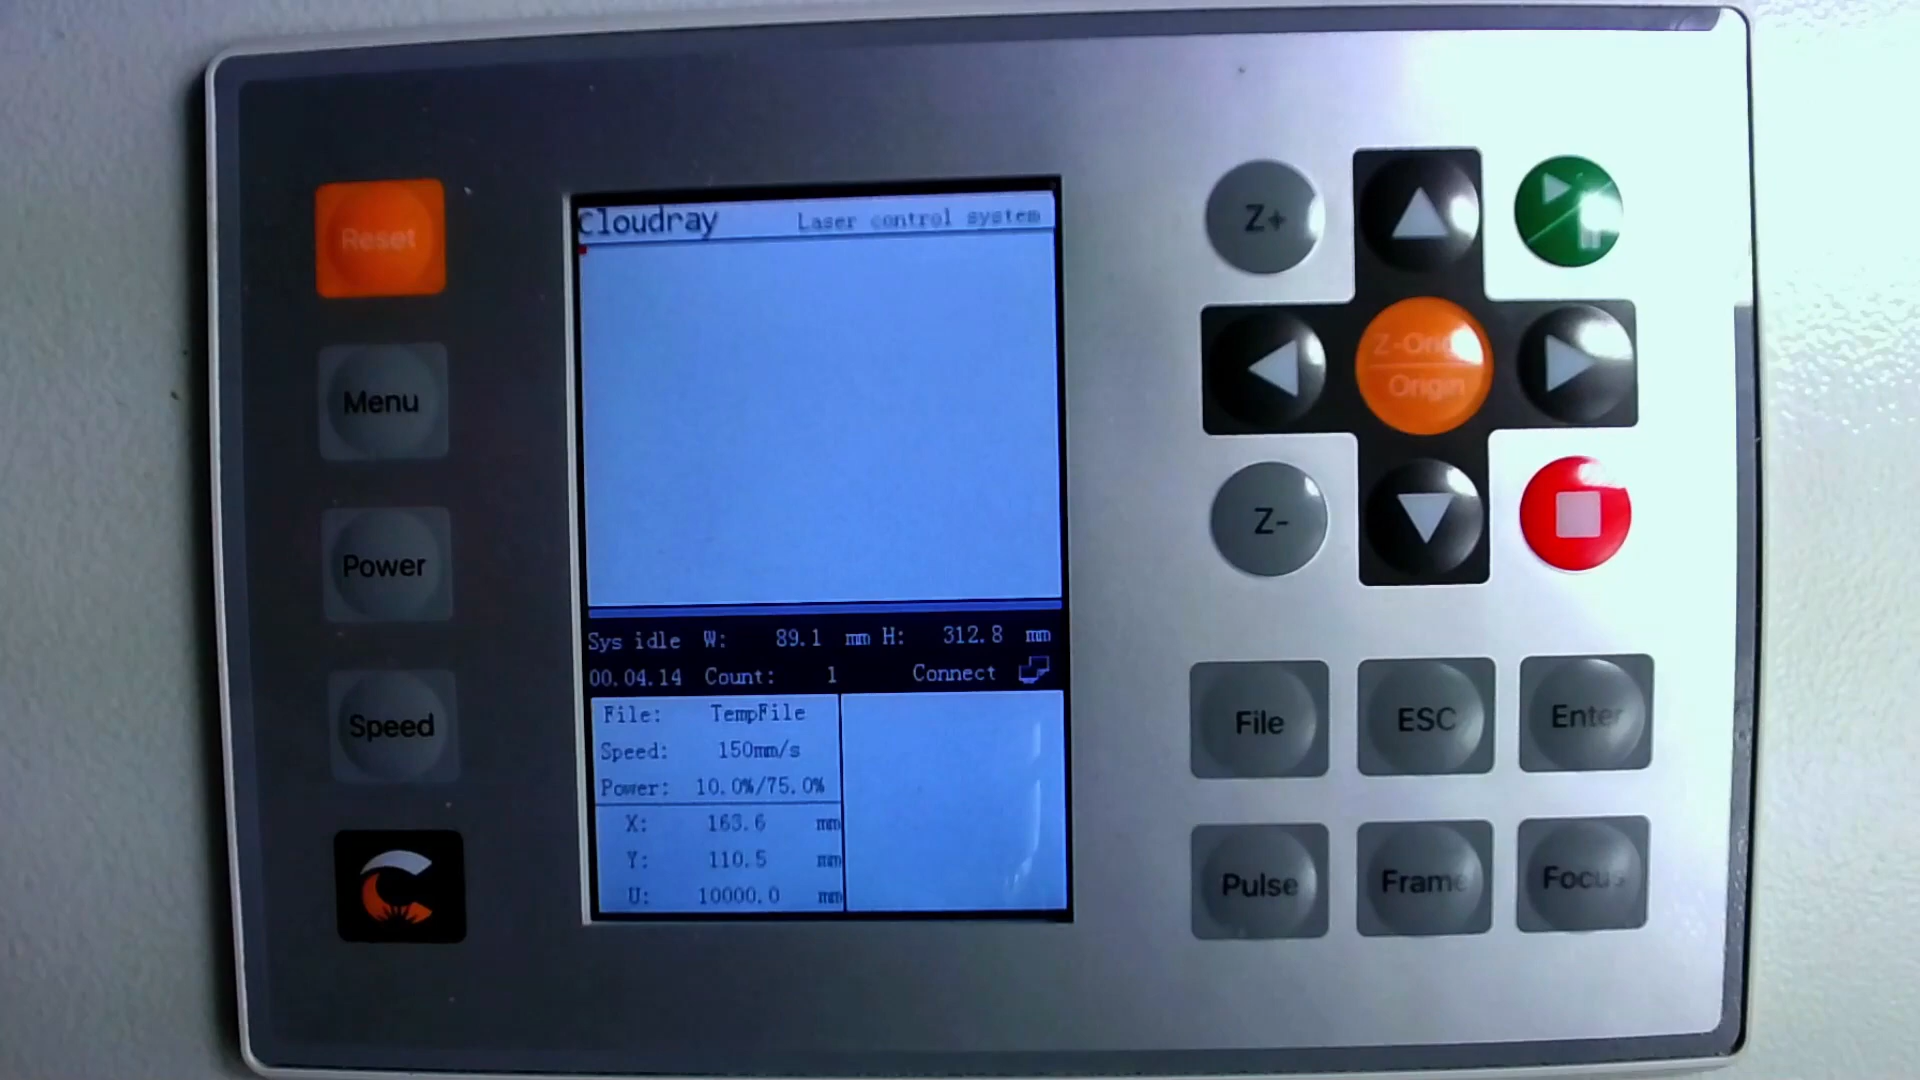 Cloudray Laser control system
Sys idle W: 89.1 mm H: 312.8 mm
00.04.14 Count: 1 Connect
File: TempFile
Speed: 150mm/s
Power: 10.0%/75.0%
X: 163.6 mm
Y: 110.5 mm
U: 10000.0 mm
Reset
Menu
Power
Speed
Z+
Z-Orig
Origin
Z-
File ESC Enter
Pulse Frame Focus